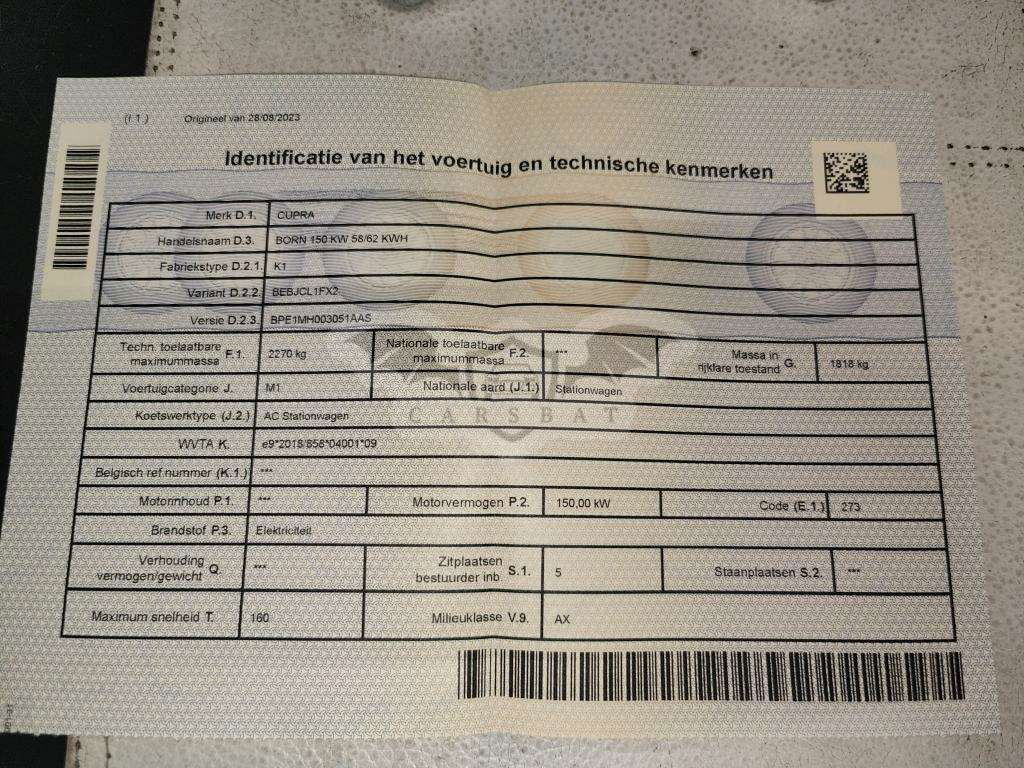 (I 1.) Origineel van 28/08/2023
Identificatie van het voertuig en technische kenmerken
Merk D.1. CUPRA
Handelsnaam D.3. BORN 150 KW 58/62 KWH
Fabriekstype D.2.1. K1
Variant D.2.2. BEBJCL1FX2
Versie D.2.3. BPE1MH003051AAS
Techn. toelaatbare maximummassa F.1. 2270 kg Nationale toelaatbare maximummassa F.2. *** Massa in rijklare toestand G. 1818 kg
Voertuigcategorie J. M1 Nationale aard (J.1.) Stationwagen
Koetswerktype (J.2.) AC Stationwagen
CARSBAT
WVTA K. e9*2018/858*04001*09
Belgisch ref nummer (K.1.) ***
Motorinhoud P.1. *** Motorvermogen P.2. 150,00 kW Code (E.1.) 273
Brandstof P.3. Elektriciteit
Verhouding vermogen/gewicht Q. *** Zitplaatsen bestuurder inb. S.1. 5 Staanplaatsen S.2. ***
Maximum snelheid T. 160 Milieuklasse V.9. AX